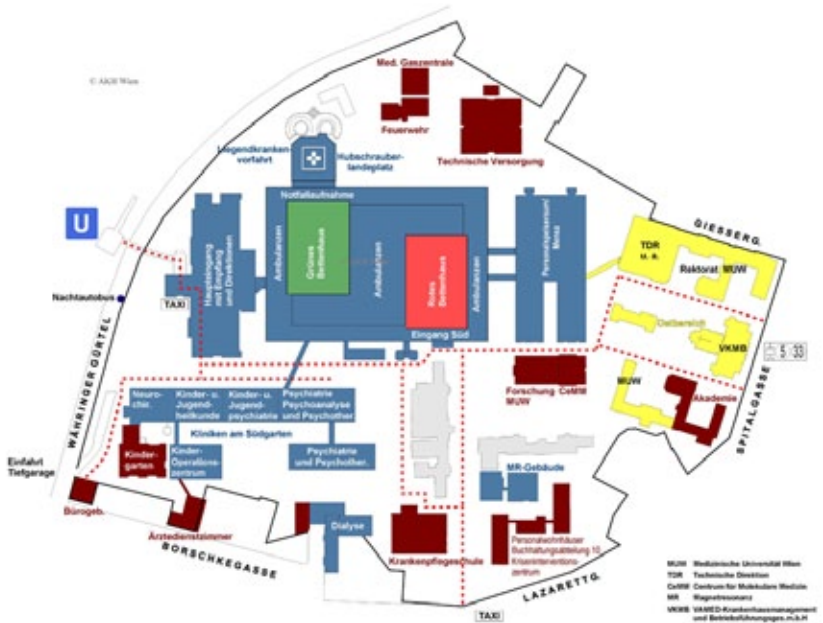 © AKH Wien
Med. Gaszentrale
Feuerwehr
Technische Versorgung
Liegendkranken-
vorfahrt
Hubschrauber-
landeplatz
Notfallaufnahme
U
Haupteingang
mit Empfang
und Direktionen
Ambulanzen
Grünes
Bettenhaus
Ambulanzen
Rotes
Bettenhaus
Ambulanzen
Personalspeiseraum/
Mensa
Eingang Süd
GIESSERG.
TDR
u. R.
Rektorat MUW
Nachtautobus
TAXI
WÄHRINGER GÜRTEL
Ostbereich
VKMB
5 33
SPITALGASSE
MUW
Akademie
Forschung CeMM
MUW
Neuro-
chir.
Kinder- u.
Jugend-
heilkunde
Kinder- u.
Jugend-
psychiatrie
Psychiatrie
Psychoanalyse
und Psychother.
Kliniken am Südgarten
Kinder-
garten
Kinder-
Operations-
zentrum
Psychiatrie
und Psychother.
Einfahrt
Tiefgarage
MR-Gebäude
Bürogeb.
Ärztedienstzimmer
Dialyse
BORSCHKEGASSE
Krankenpflegeschule
Personalwohnhäuser
Buchhaltungsabteilung 10
Kriseninterventions-
zentrum
LAZARETTG.
TAXI
MUW Medizinische Universität Wien
TDR Technische Direktion
CeMM Centrum für Molekulare Medizin
MR Magnetresonanz
VKMB VAMED-Krankenhausmanagement
und Betriebsführungsges.m.b.H